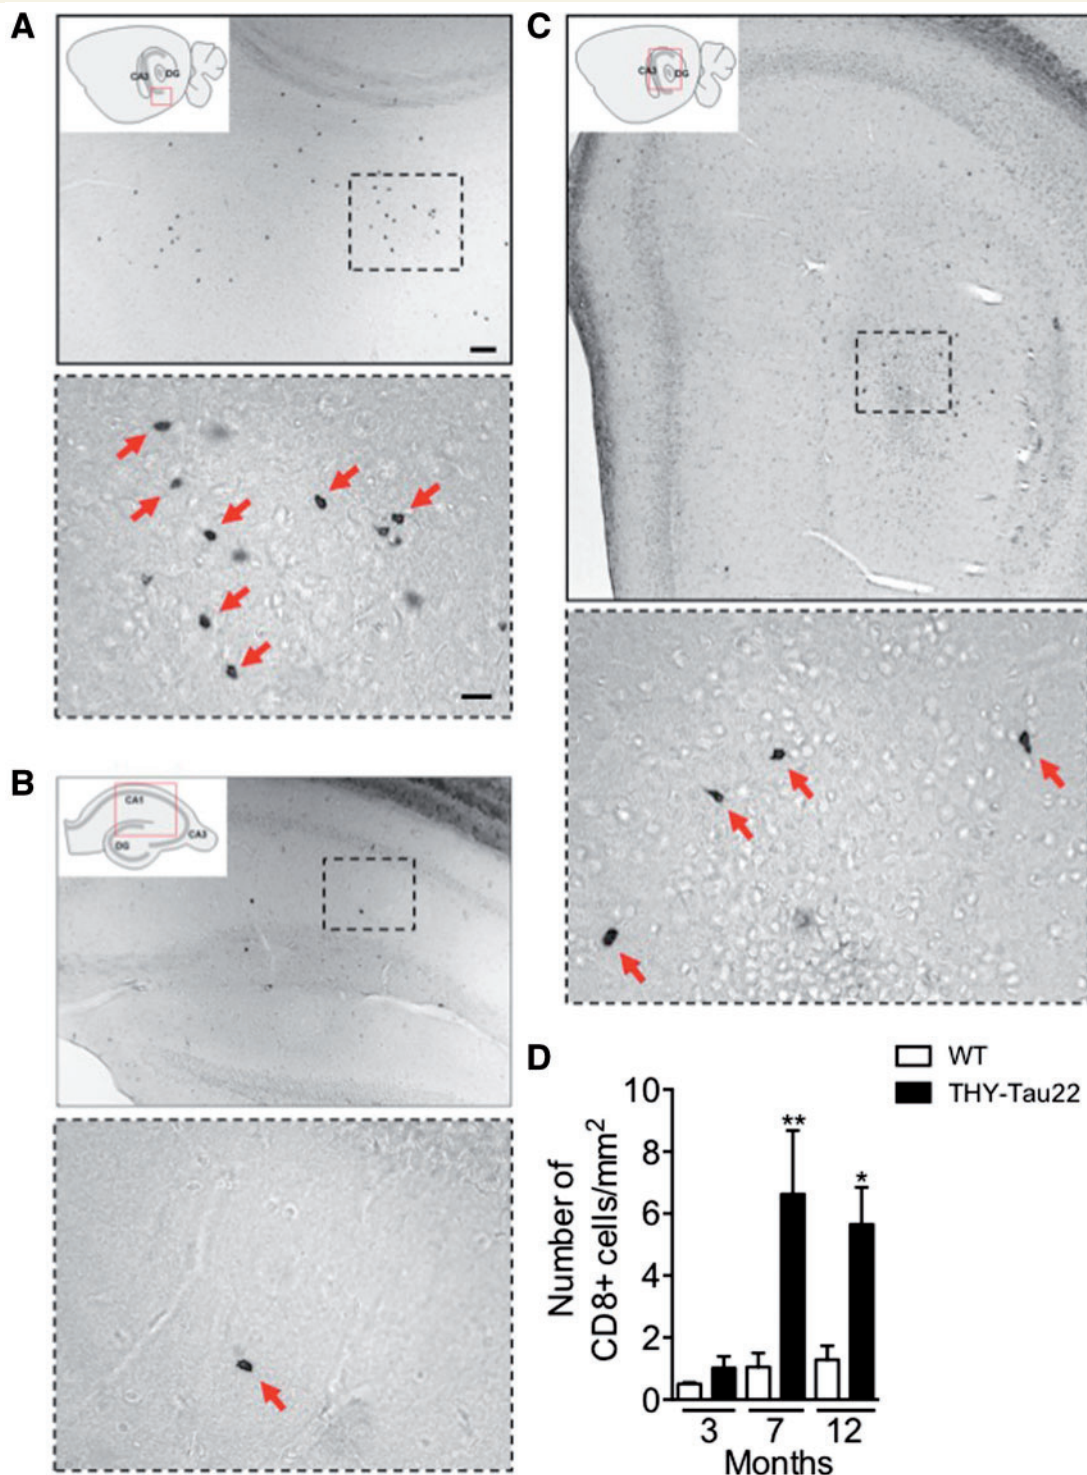 A
CA3
DG
C
CA3
DG
B
CA1
DG
CA3
D
WT
THY-Tau22
Number of
CD8+ cells/mm²
10
8
6
4
2
0
**
*
3 7 12
Months